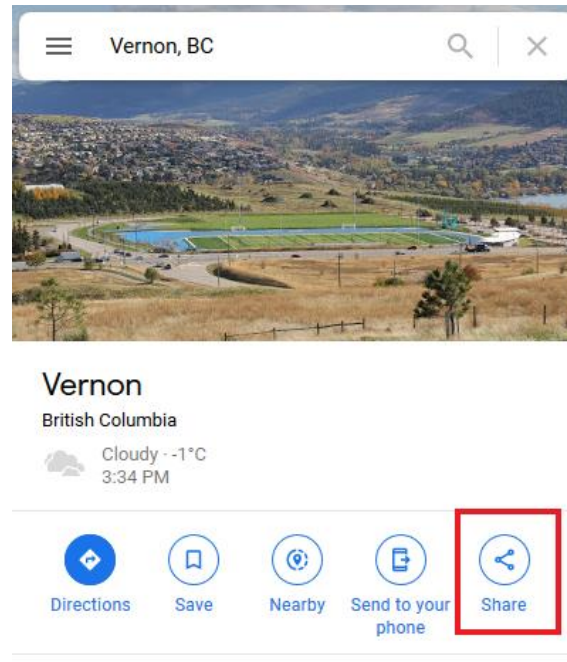 Vernon, BC
Vernon
British Columbia
Cloudy · -1°C
3:34 PM
Directions
Save
Nearby
Send to your
phone
Share